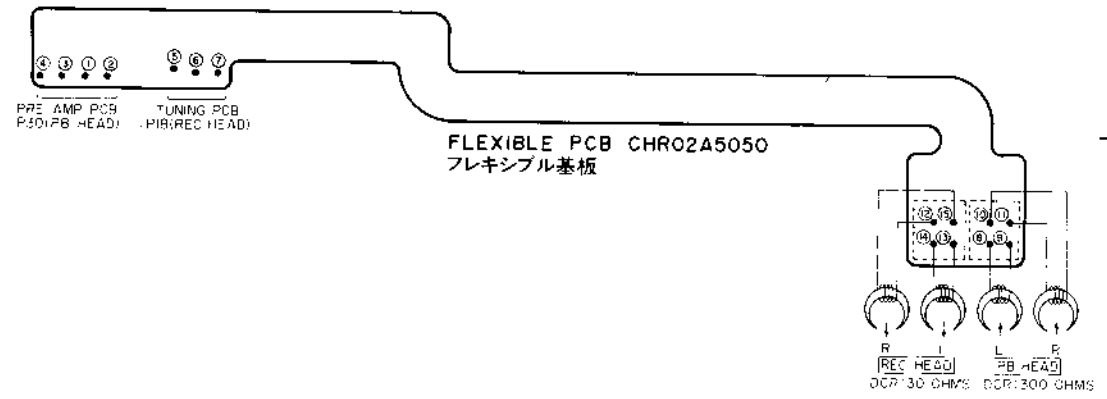 ④ ③ ① ②
⑤ ⑥ ⑦
PRE AMP PCB
P30(PB HEAD)
TUNING PCB
P18(REC HEAD)
FLEXIBLE PCB CHR02A5050
フレキシブル基板
⑫ ⑮ ⑩ ⑪
⑭ ⑬ ⑧ ⑨
R L L R
REC HEAD PB HEAD
DCR:30 OHMS DCR:300 OHMS